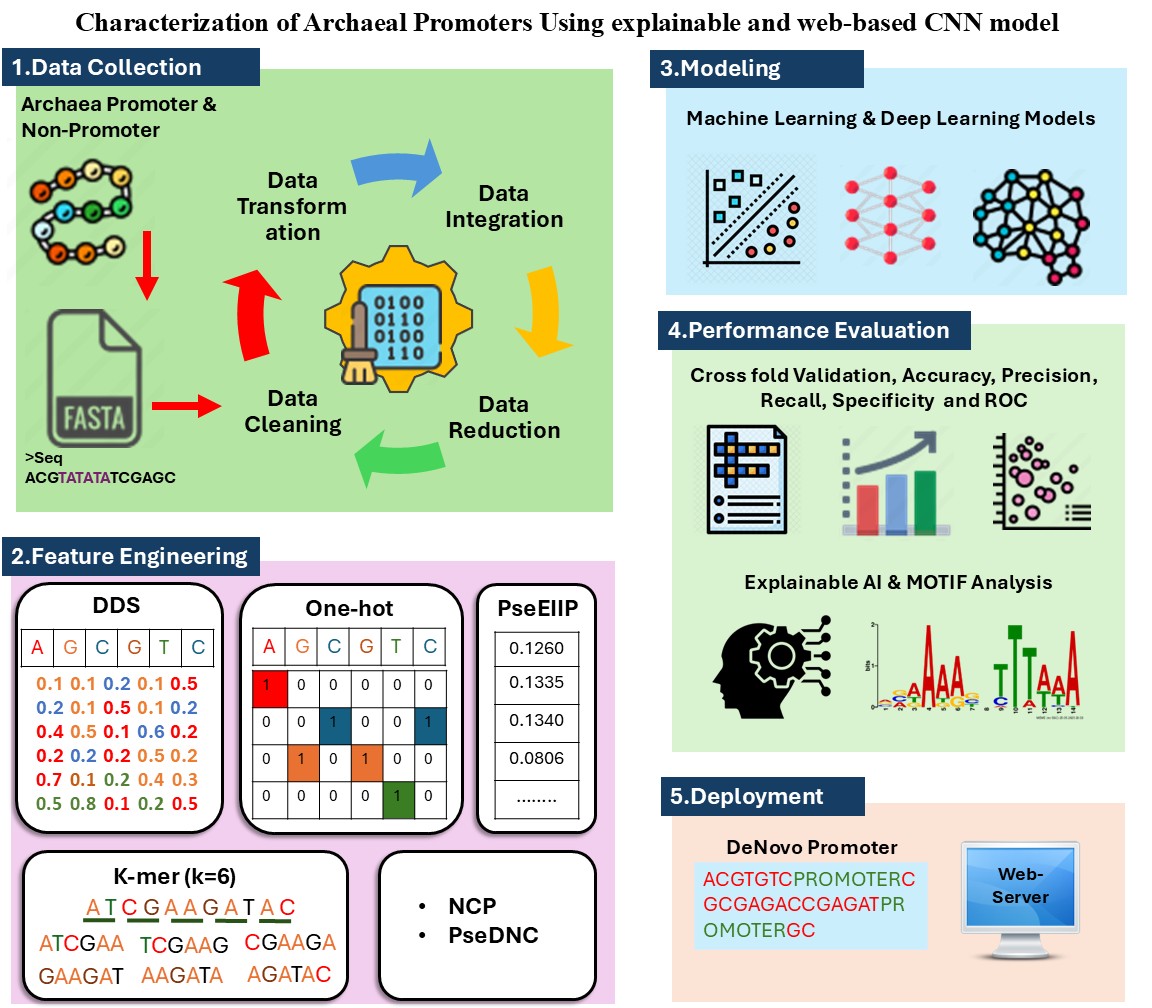 Characterization of Archaeal Promoters Using explainable and web-based CNN model
1.Data Collection
Archaea Promoter &
Non-Promoter
Data
Transform
ation
Data
Integration
0100
0110
0100
110
FASTA
Data
Cleaning
Data
Reduction
>Seq
ACGTATATATCGAGC
2.Feature Engineering
DDS
A G C G T C
0.1 0.1 0.2 0.1 0.5
0.2 0.1 0.5 0.1 0.2
0.4 0.5 0.1 0.6 0.2
0.2 0.2 0.2 0.5 0.2
0.7 0.1 0.2 0.4 0.3
0.5 0.8 0.1 0.2 0.5
One-hot
A G C G T C
1 0 0 0 0 0
0 0 1 0 0 1
0 1 0 1 0 0
0 0 0 0 1 0
PseEIIP
0.1260
0.1335
0.1340
0.0806
........
K-mer (k=6)
ATCGAAGATAC
ATCGAA TCGAAG CGAAGA
GAAGAT AAGATA AGATAC
• NCP
• PseDNC
3.Modeling
Machine Learning & Deep Learning Models
4.Performance Evaluation
Cross fold Validation, Accuracy, Precision,
Recall, Specificity and ROC
Explainable AI & MOTIF Analysis
bits
5.Deployment
DeNovo Promoter
ACGTGTCPROMOTERC
GCGAGACCGAGATPR
OMOTERGC
Web-
Server